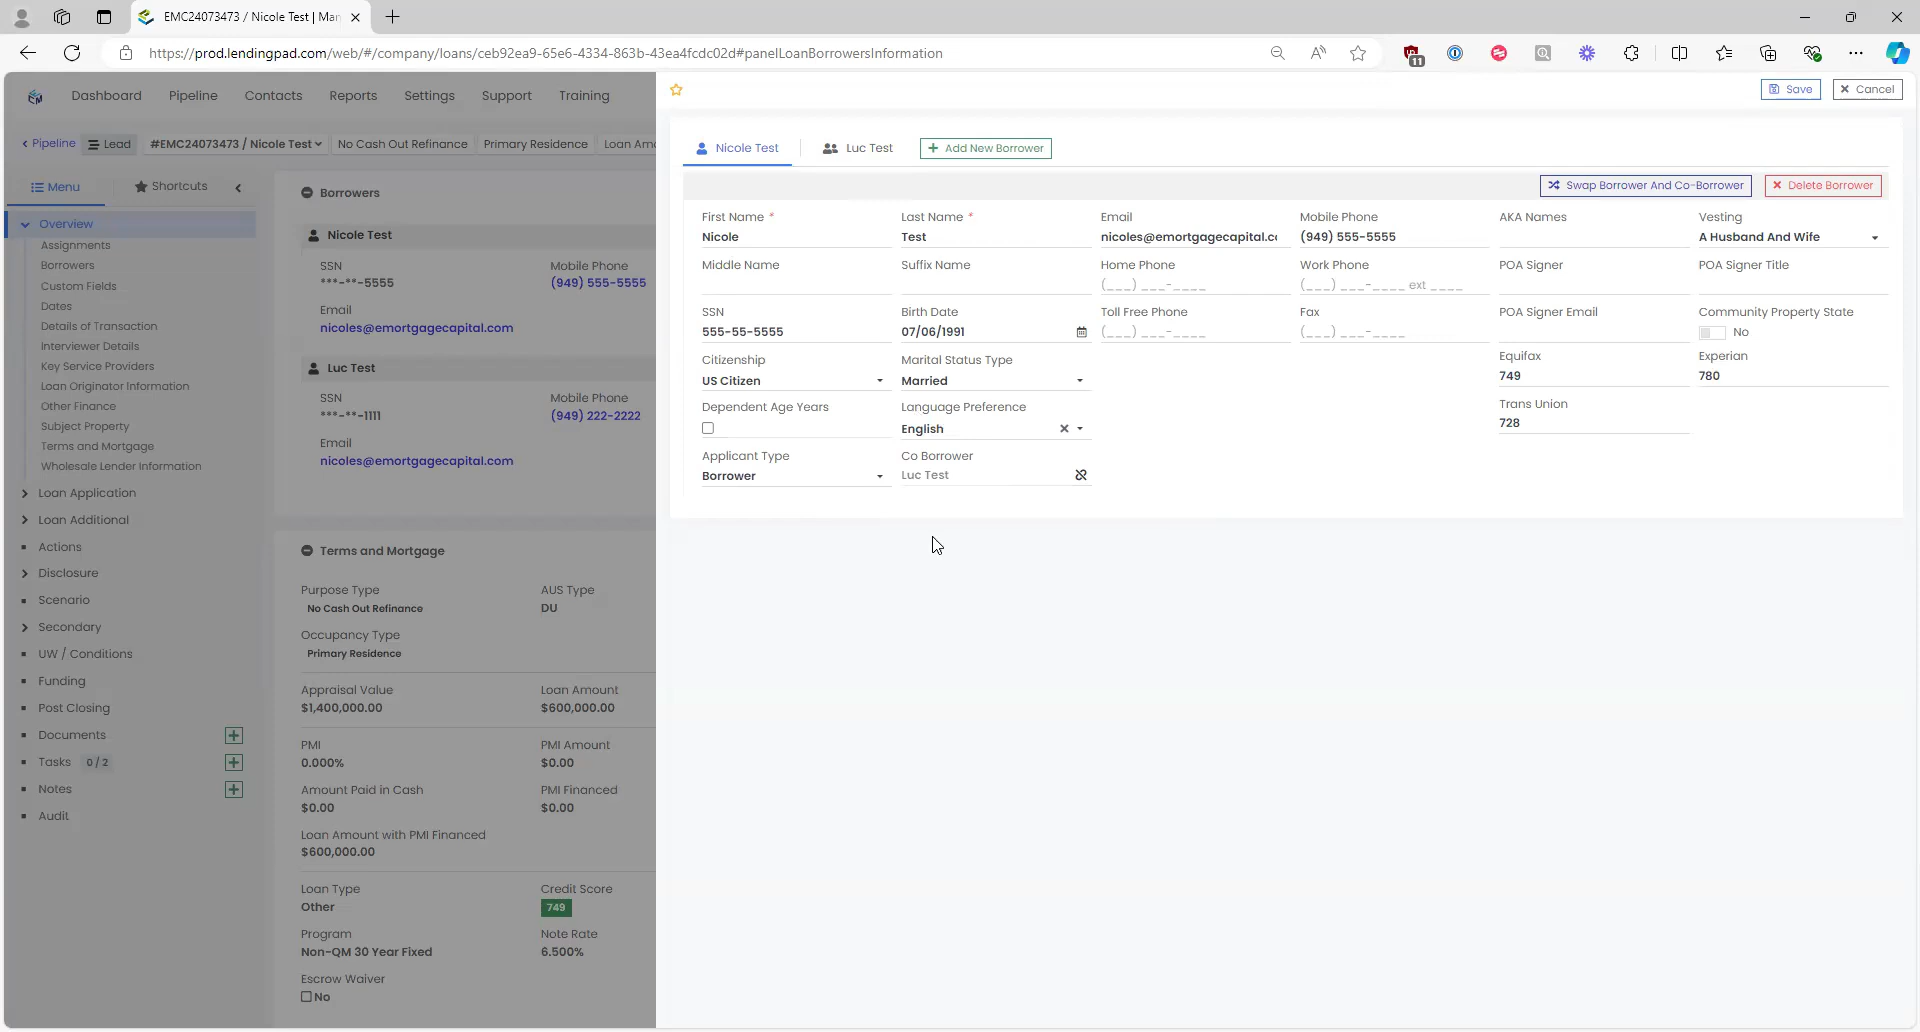 EMC24073473 / Nicole Test | Mar
https://prod.lendingpad.com/web/#/company/loans/ceb92ea9-65e6-4334-863b-43ea4fcdc02d#panelLoanBorrowersInformation
11
Dashboard Pipeline Contacts Reports Settings Support Training
Save Cancel
Pipeline Lead #EMC24073473 / Nicole Test No Cash Out Refinance Primary Residence Loan Amo
Menu Shortcuts
Overview
Assignments
Borrowers
Custom Fields
Dates
Details of Transaction
Interviewer Details
Key Service Providers
Loan Originator Information
Other Finance
Subject Property
Terms and Mortgage
Wholesale Lender Information
Loan Application
Loan Additional
Actions
Disclosure
Scenario
Secondary
UW / Conditions
Funding
Post Closing
Documents
Tasks 0 / 2
Notes
Audit
Borrowers
Nicole Test
SSN Mobile Phone
***-**-5555 (949) 555-5555
Email
nicoles@emortgagecapital.com
Luc Test
SSN Mobile Phone
***-**-1111 (949) 222-2222
Email
nicoles@emortgagecapital.com
Terms and Mortgage
Purpose Type AUS Type
No Cash Out Refinance DU
Occupancy Type
Primary Residence
Appraisal Value Loan Amount
$1,400,000.00 $600,000.00
PMI PMI Amount
0.000% $0.00
Amount Paid in Cash PMI Financed
$0.00 $0.00
Loan Amount with PMI Financed
$600,000.00
Loan Type Credit Score
Other 749
Program Note Rate
Non-QM 30 Year Fixed 6.500%
Escrow Waiver
No
Nicole Test Luc Test Add New Borrower
Swap Borrower And Co-Borrower Delete Borrower
First Name * Last Name * Email Mobile Phone AKA Names Vesting
Nicole Test nicoles@emortgagecapital.co (949) 555-5555 A Husband And Wife
Middle Name Suffix Name Home Phone Work Phone POA Signer POA Signer Title
(___) ___-____ (___) ___-____ ext ____
SSN Birth Date Toll Free Phone Fax POA Signer Email Community Property State
555-55-5555 07/06/1991 (___) ___-____ (___) ___-____ No
Citizenship Marital Status Type Equifax Experian
US Citizen Married 749 780
Dependent Age Years Language Preference Trans Union
English 728
Applicant Type Co Borrower
Borrower Luc Test